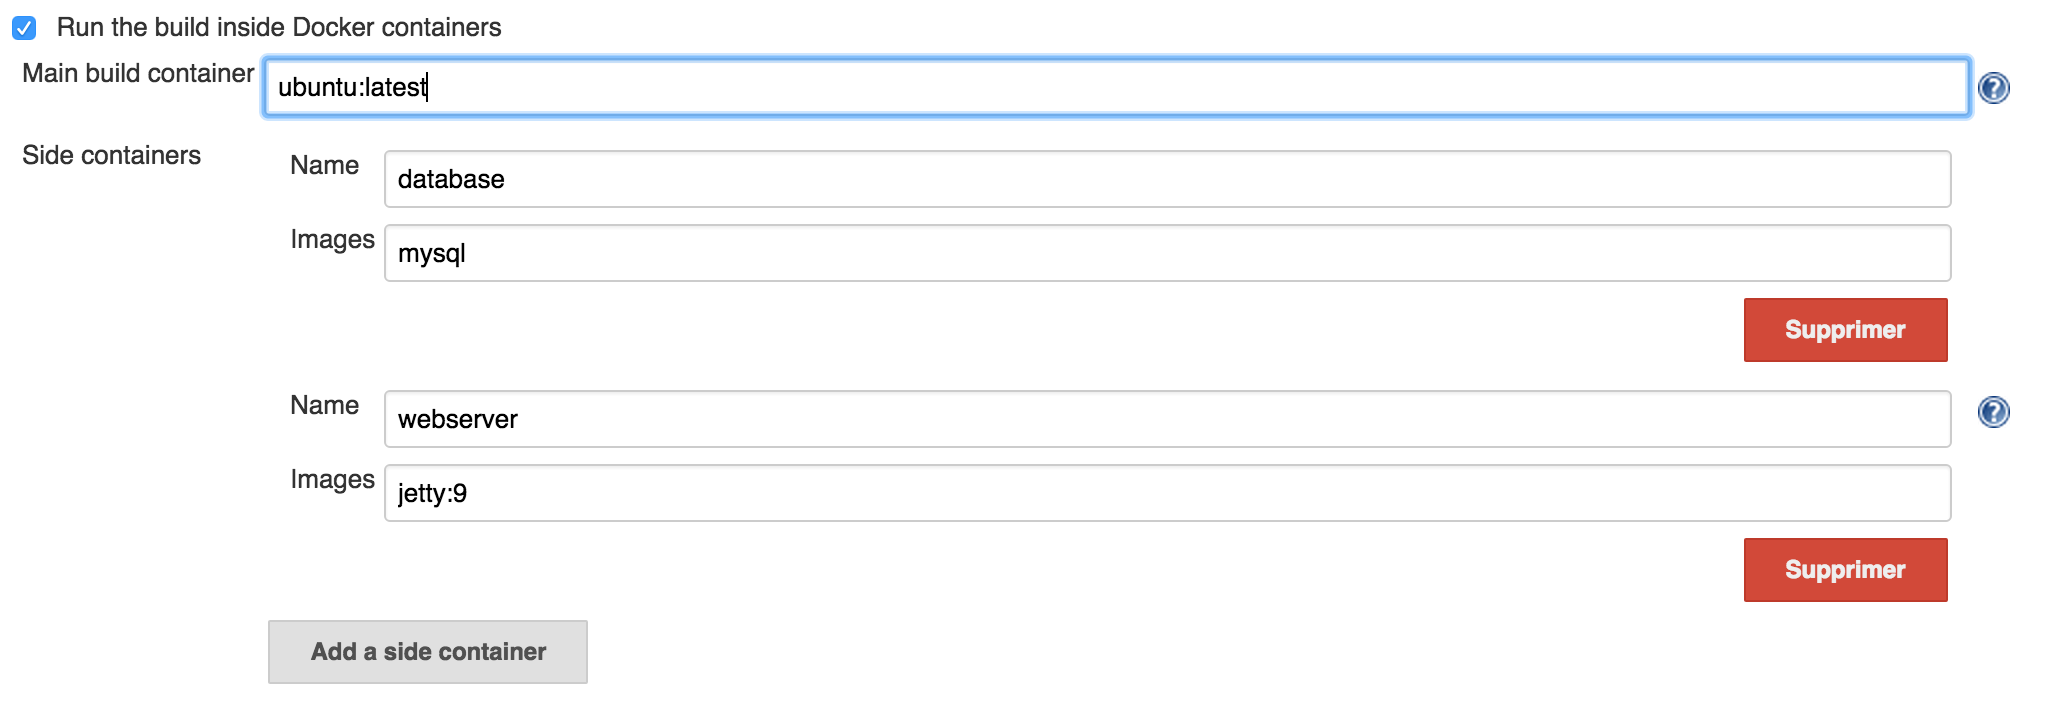 Run the build inside Docker containers
Main build container ubuntu:latest
Side containers
Name database
Images mysql
Supprimer
Name webserver
Images jetty:9
Supprimer
Add a side container